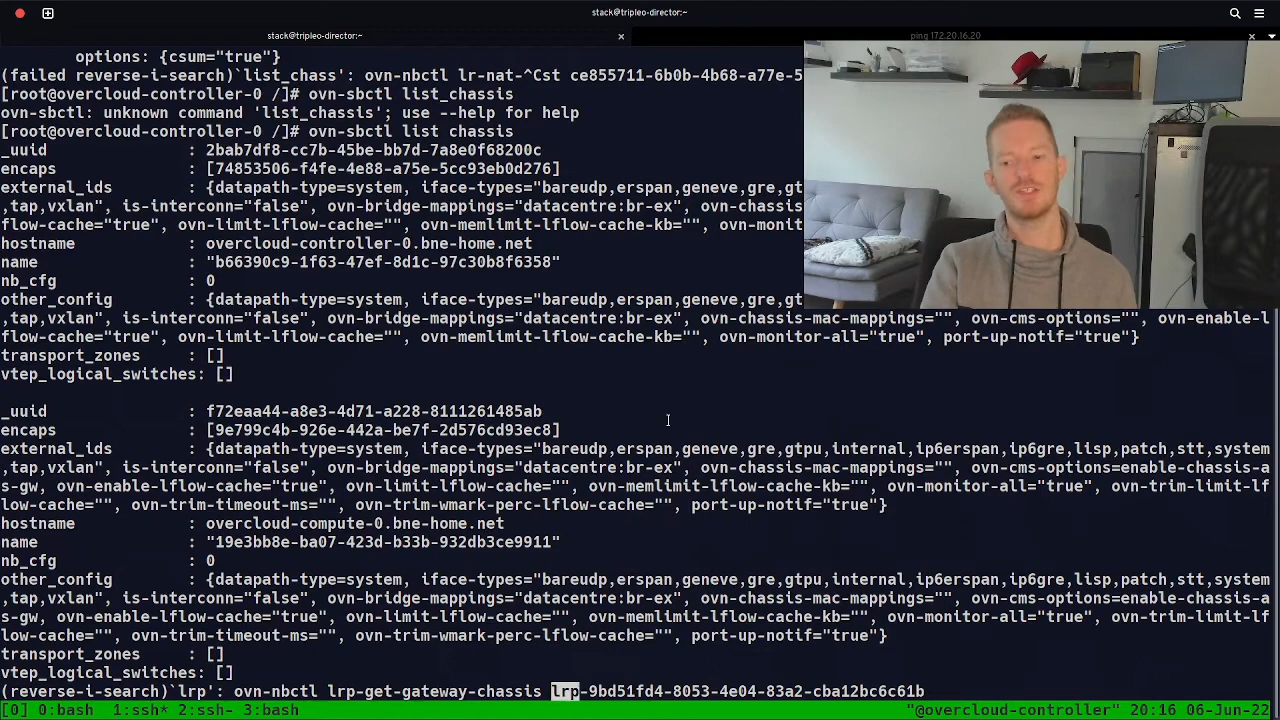 stack@tripleo-director:~
stack@tripleo-director:~ × ping 172.20.16.20 ×
options: {csum="true"}
(failed reverse-i-search)`list_chass': ovn-nbctl lr-nat-^Cst ce855711-6b0b-4b68-a77e-5
[root@overcloud-controller-0 /]# ovn-sbctl list_chassis
ovn-sbctl: unknown command 'list_chassis'; use --help for help
[root@overcloud-controller-0 /]# ovn-sbctl list chassis
_uuid : 2bab7df8-cc7b-45be-bb7d-7a8e0f68200c
encaps : [74853506-f4fe-4e88-a75e-5cc93eb0d276]
external_ids : {datapath-type=system, iface-types="bareudp,erspan,geneve,gre,gt
,tap,vxlan", is-interconn="false", ovn-bridge-mappings="datacentre:br-ex", ovn-chassis
flow-cache="true", ovn-limit-lflow-cache="", ovn-memlimit-lflow-cache-kb="", ovn-monit
hostname : overcloud-controller-0.bne-home.net
name : "b66390c9-1f63-47ef-8d1c-97c30b8f6358"
nb_cfg : 0
other_config : {datapath-type=system, iface-types="bareudp,erspan,geneve,gre,gt
,tap,vxlan", is-interconn="false", ovn-bridge-mappings="datacentre:br-ex", ovn-chassis-mac-mappings="", ovn-cms-options="", ovn-enable-l
flow-cache="true", ovn-limit-lflow-cache="", ovn-memlimit-lflow-cache-kb="", ovn-monitor-all="true", port-up-notif="true"}
transport_zones : []
vtep_logical_switches: []
_uuid : f72eaa44-a8e3-4d71-a228-8111261485ab
encaps : [9e799c4b-926e-442a-be7f-2d576cd93ec8]
external_ids : {datapath-type=system, iface-types="bareudp,erspan,geneve,gre,gtpu,internal,ip6erspan,ip6gre,lisp,patch,stt,system
,tap,vxlan", is-interconn="false", ovn-bridge-mappings="datacentre:br-ex", ovn-chassis-mac-mappings="", ovn-cms-options=enable-chassis-a
s-gw, ovn-enable-lflow-cache="true", ovn-limit-lflow-cache="", ovn-memlimit-lflow-cache-kb="", ovn-monitor-all="true", ovn-trim-limit-lf
low-cache="", ovn-trim-timeout-ms="", ovn-trim-wmark-perc-lflow-cache="", port-up-notif="true"}
hostname : overcloud-compute-0.bne-home.net
name : "19e3bb8e-ba07-423d-b33b-932db3ce9911"
nb_cfg : 0
other_config : {datapath-type=system, iface-types="bareudp,erspan,geneve,gre,gtpu,internal,ip6erspan,ip6gre,lisp,patch,stt,system
,tap,vxlan", is-interconn="false", ovn-bridge-mappings="datacentre:br-ex", ovn-chassis-mac-mappings="", ovn-cms-options=enable-chassis-a
s-gw, ovn-enable-lflow-cache="true", ovn-limit-lflow-cache="", ovn-memlimit-lflow-cache-kb="", ovn-monitor-all="true", ovn-trim-limit-lf
low-cache="", ovn-trim-timeout-ms="", ovn-trim-wmark-perc-lflow-cache="", port-up-notif="true"}
transport_zones : []
vtep_logical_switches: []
(reverse-i-search)`lrp': ovn-nbctl lrp-get-gateway-chassis lrp-9bd51fd4-8053-4e04-83a2-cba12bc6c61b
[0] 0:bash 1:ssh* 2:ssh- 3:bash "@overcloud-controller" 20:16 06-Jun-22